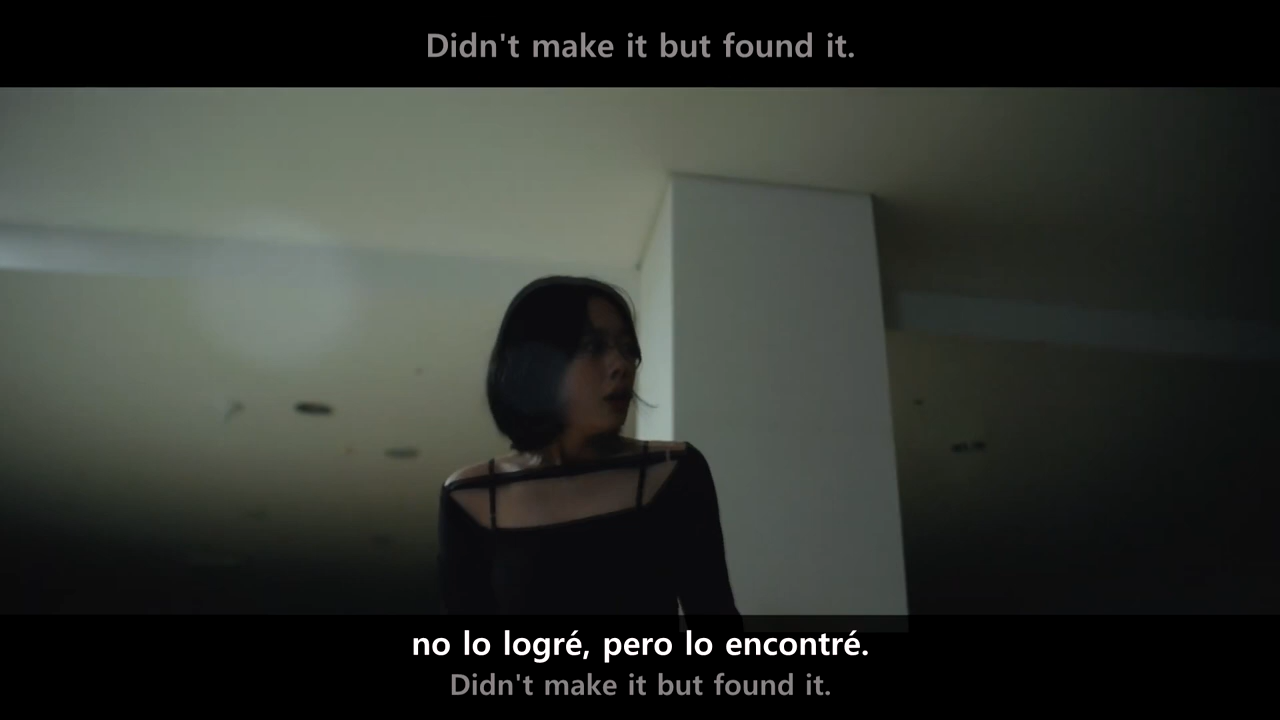 Didn't make it but found it.
no lo logré, pero lo encontré.
Didn't make it but found it.